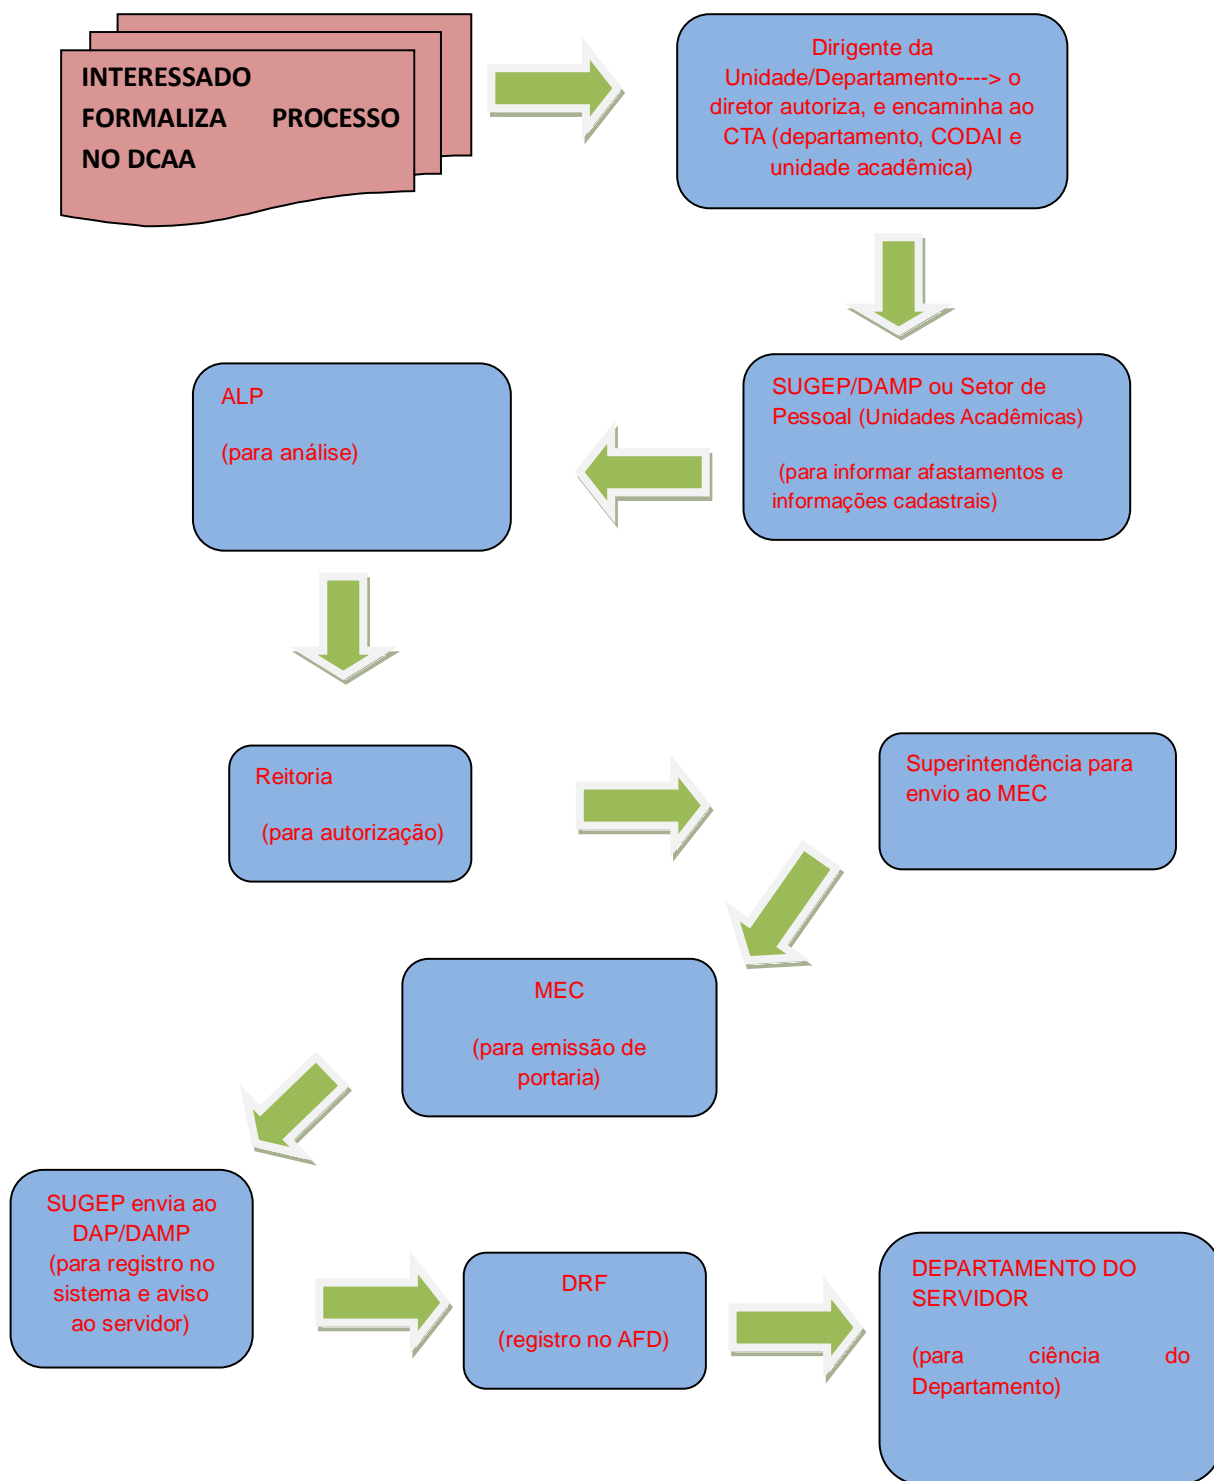 INTERESSADO
FORMALIZA PROCESSO
NO DCAA
Dirigente da
Unidade/Departamento----> o
diretor autoriza, e encaminha ao
CTA (departamento, CODAI e
unidade acadêmica)
SUGEP/DAMP ou Setor de
Pessoal (Unidades Acadêmicas)
(para informar afastamentos e
informações cadastrais)
ALP
(para análise)
Reitoria
(para autorização)
Superintendência para
envio ao MEC
MEC
(para emissão de
portaria)
SUGEP envia ao
DAP/DAMP
(para registro no
sistema e aviso
ao servidor)
DRF
(registro no AFD)
DEPARTAMENTO DO
SERVIDOR
(para ciência do
Departamento)